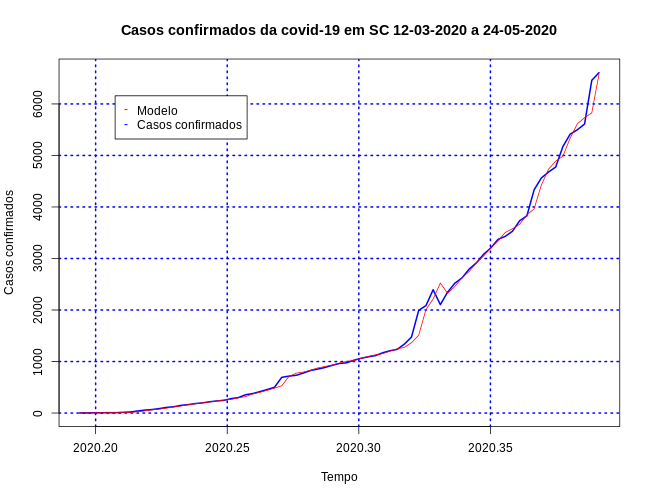 Casos confirmados da covid-19 em SC 12-03-2020 a 24-05-2020
Modelo
Casos confirmados
Casos confirmados
6000
5000
4000
3000
2000
1000
0
2020.20 2020.25 2020.30 2020.35
Tempo